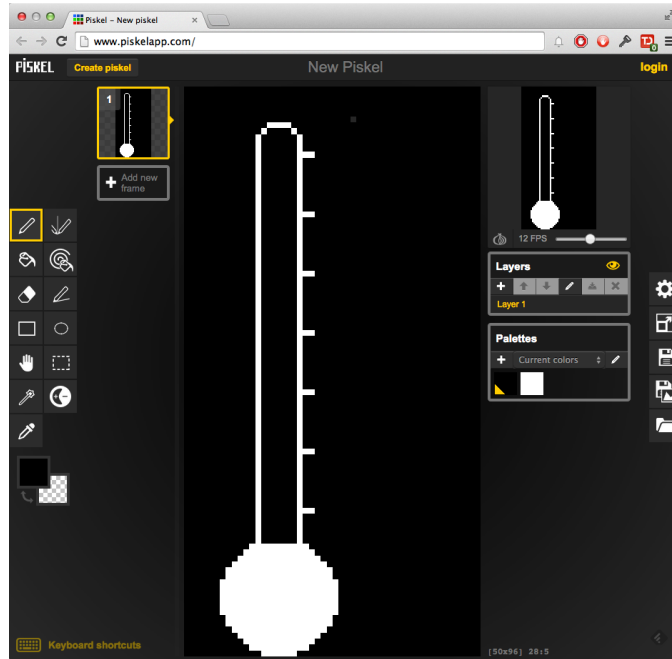 Piskel - New piskel
www.piskelapp.com/
PISKEL
Create piskel
New Piskel
login
1
Add new
frame
12 FPS
Layers
Layer 1
Palettes
Current colors
Keyboard shortcuts
[50x96] 28:5